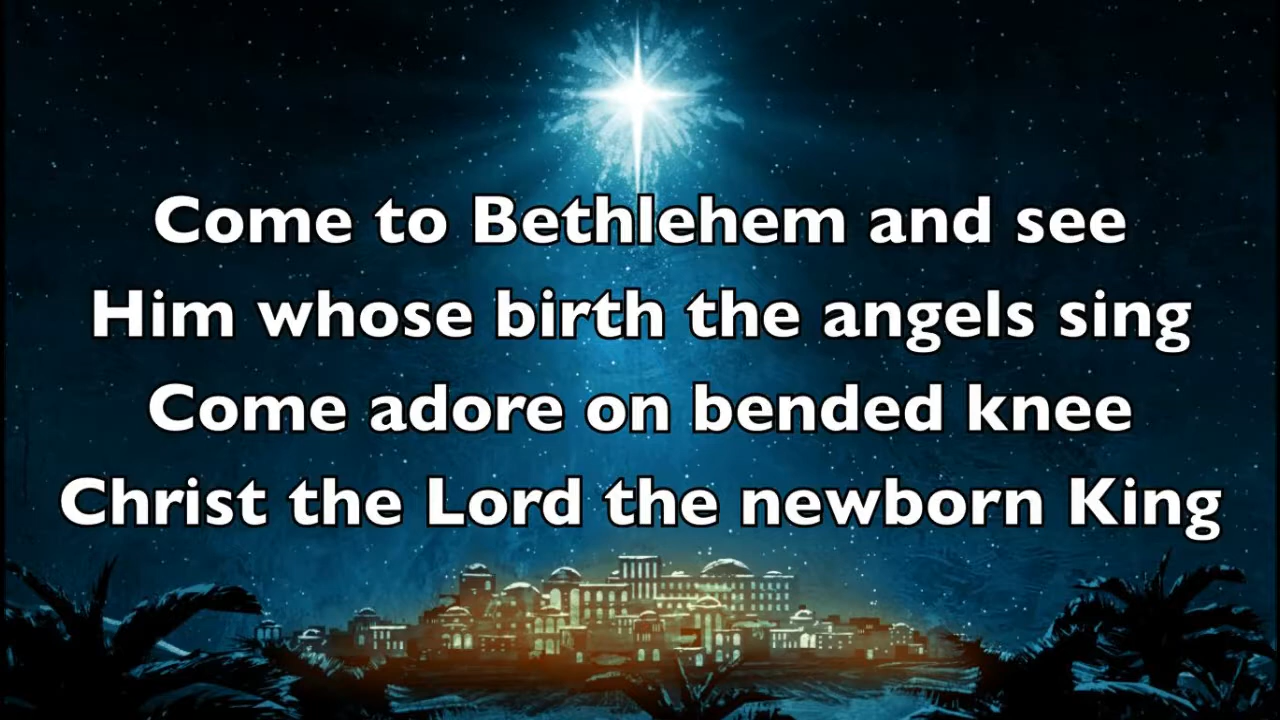 Come to Bethlehem and see
Him whose birth the angels sing
Come adore on bended knee
Christ the Lord the newborn King